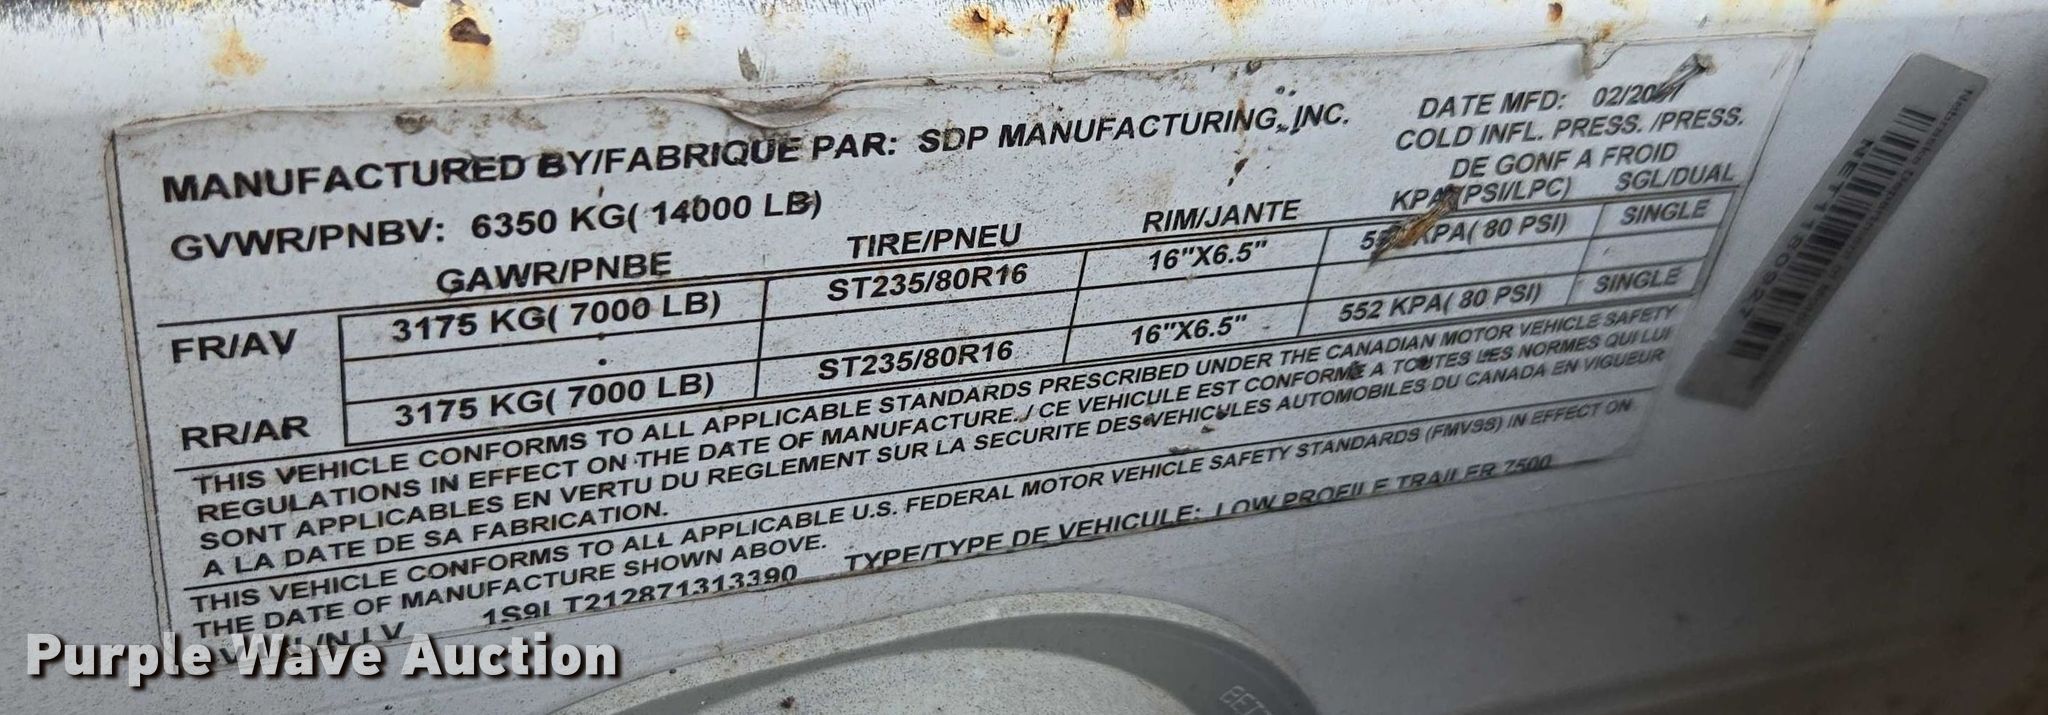 MANUFACTURED BY/FABRIQUE PAR: SDP MANUFACTURING, INC.
DATE MFD: 02/2007
GVWR/PNBV: 6350 KG( 14000 LB)
COLD INFL. PRESS. /PRESS.
DE GONF A FROID
GAWR/PNBE TIRE/PNEU RIM/JANTE KPA (PSI/LPC) SGL/DUAL
FR/AV 3175 KG( 7000 LB) ST235/80R16 16"X6.5" 552 KPA( 80 PSI) SINGLE
RR/AR 3175 KG( 7000 LB) ST235/80R16 16"X6.5" 552 KPA( 80 PSI) SINGLE
THIS VEHICLE CONFORMS TO ALL APPLICABLE STANDARDS PRESCRIBED UNDER THE CANADIAN MOTOR VEHICLE SAFETY
REGULATIONS IN EFFECT ON THE DATE OF MANUFACTURE. / CE VEHICULE EST CONFORME A TOUTES LES NORMES QUI LUI
SONT APPLICABLES EN VERTU DU REGLEMENT SUR LA SECURITE DES VEHICULES AUTOMOBILES DU CANADA EN VIGUEUR
A LA DATE DE SA FABRICATION.
THIS VEHICLE CONFORMS TO ALL APPLICABLE U.S. FEDERAL MOTOR VEHICLE SAFETY STANDARDS (FMVSS) IN EFFECT ON
THE DATE OF MANUFACTURE SHOWN ABOVE.
1S9LT212871313390 TYPE/TYPE DE VEHICULE: LOW PROFILE TRAILER 7500
Purple Wave Auction